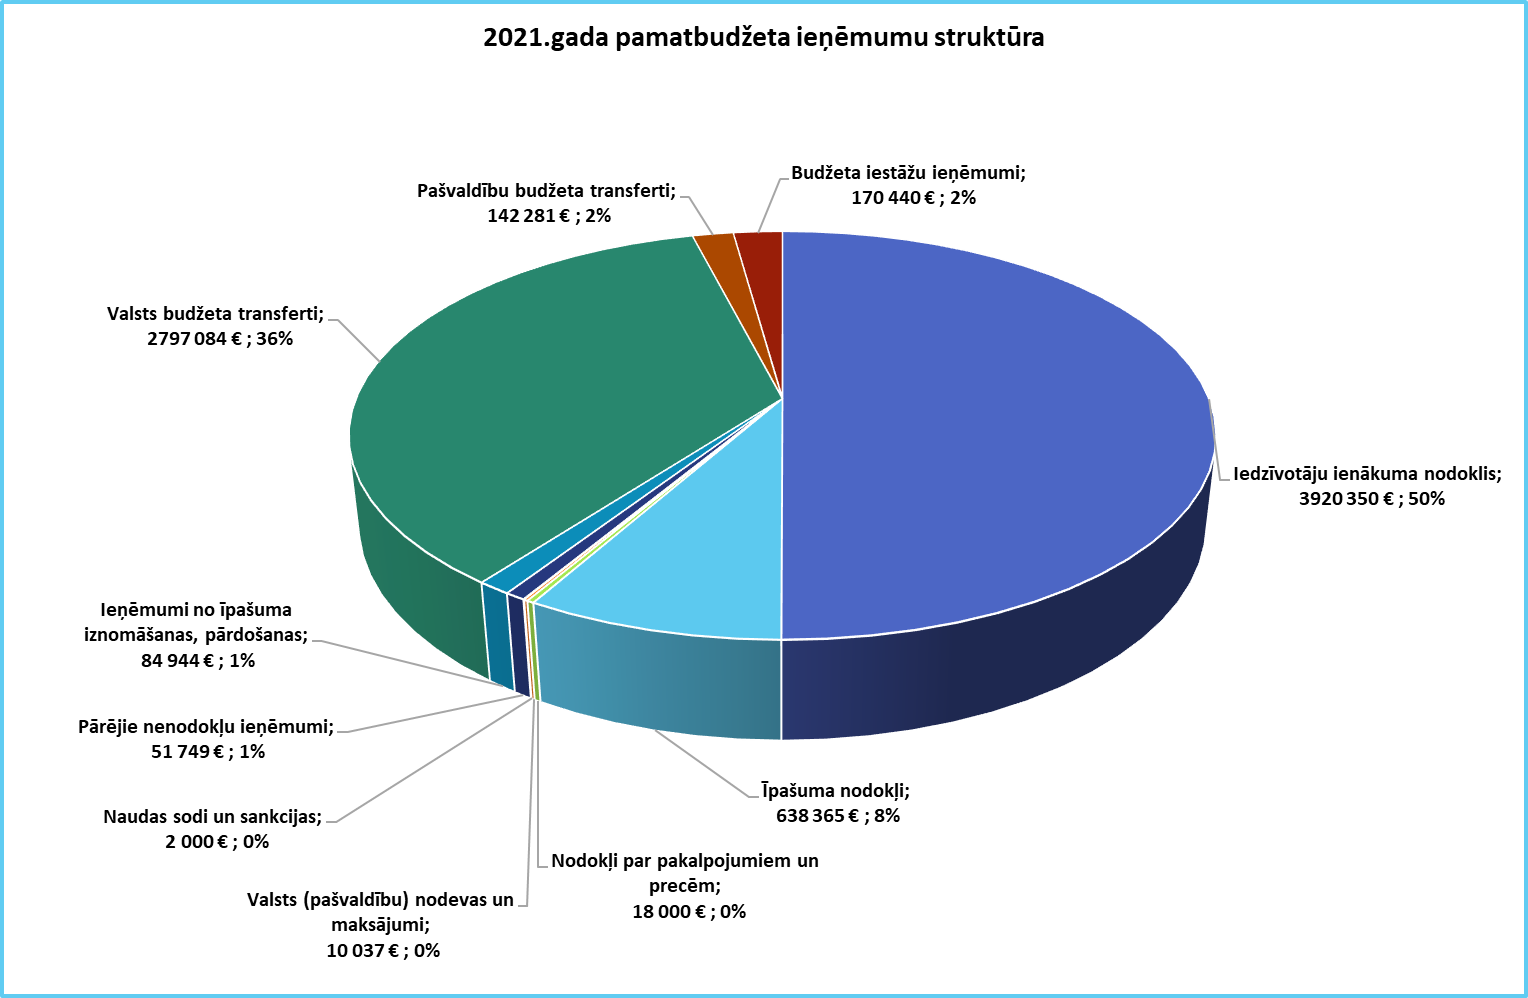 2021.gada pamatbudžeta ieņēmumu struktūra
Budžeta iestāžu ieņēmumi;
170 440 € ; 2%
Pašvaldību budžeta transferti;
142 281 € ; 2%
Valsts budžeta transferti;
2797 084 € ; 36%
Iedzīvotāju ienākuma nodoklis;
3920 350 € ; 50%
Ieņēmumi no īpašuma
iznomāšanas, pārdošanas;
84 944 € ; 1%
Pārējie nenodokļu ieņēmumi;
51 749 € ; 1%
Naudas sodi un sankcijas;
2 000 € ; 0%
Īpašuma nodokļi;
638 365 € ; 8%
Nodokļi par pakalpojumiem un
precēm;
18 000 € ; 0%
Valsts (pašvaldību) nodevas un
maksājumi;
10 037 € ; 0%